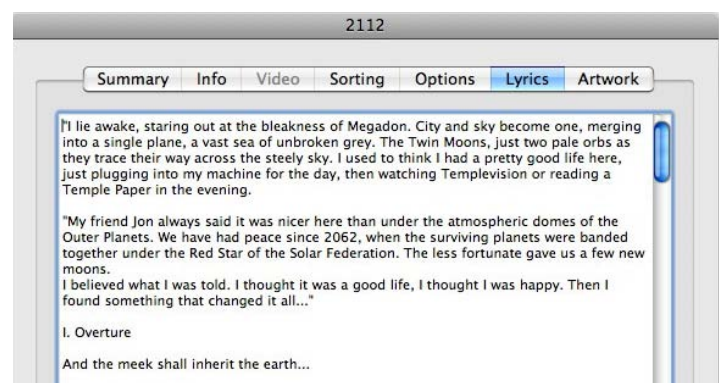 2112
Summary Info Video Sorting Options Lyrics Artwork
"I lie awake, staring out at the bleakness of Megadon. City and sky become one, merging
into a single plane, a vast sea of unbroken grey. The Twin Moons, just two pale orbs as
they trace their way across the steely sky. I used to think I had a pretty good life here,
just plugging into my machine for the day, then watching Templevision or reading a
Temple Paper in the evening.
"My friend Jon always said it was nicer here than under the atmospheric domes of the
Outer Planets. We have had peace since 2062, when the surviving planets were banded
together under the Red Star of the Solar Federation. The less fortunate gave us a few new
moons.
I believed what I was told. I thought it was a good life, I thought I was happy. Then I
found something that changed it all..."
I. Overture
And the meek shall inherit the earth...